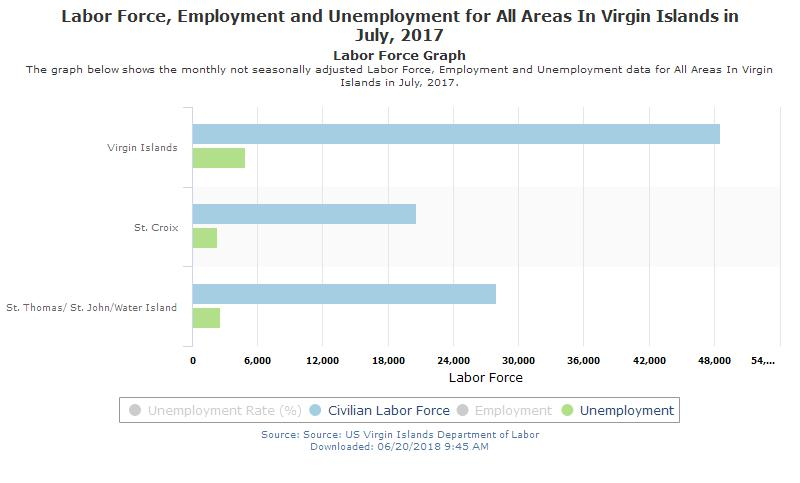 Labor Force, Employment and Unemployment for All Areas In Virgin Islands in
July, 2017
Labor Force Graph
The graph below shows the monthly not seasonally adjusted Labor Force, Employment and Unemployment data for All Areas In Virgin
Islands in July, 2017.
Virgin Islands
St. Croix
St. Thomas/ St. John/Water Island
0 6,000 12,000 18,000 24,000 30,000 36,000 42,000 48,000 54,...
Labor Force
Unemployment Rate (%) Civilian Labor Force Employment Unemployment
Source: Source: US Virgin Islands Department of Labor
Downloaded: 06/20/2018 9:45 AM